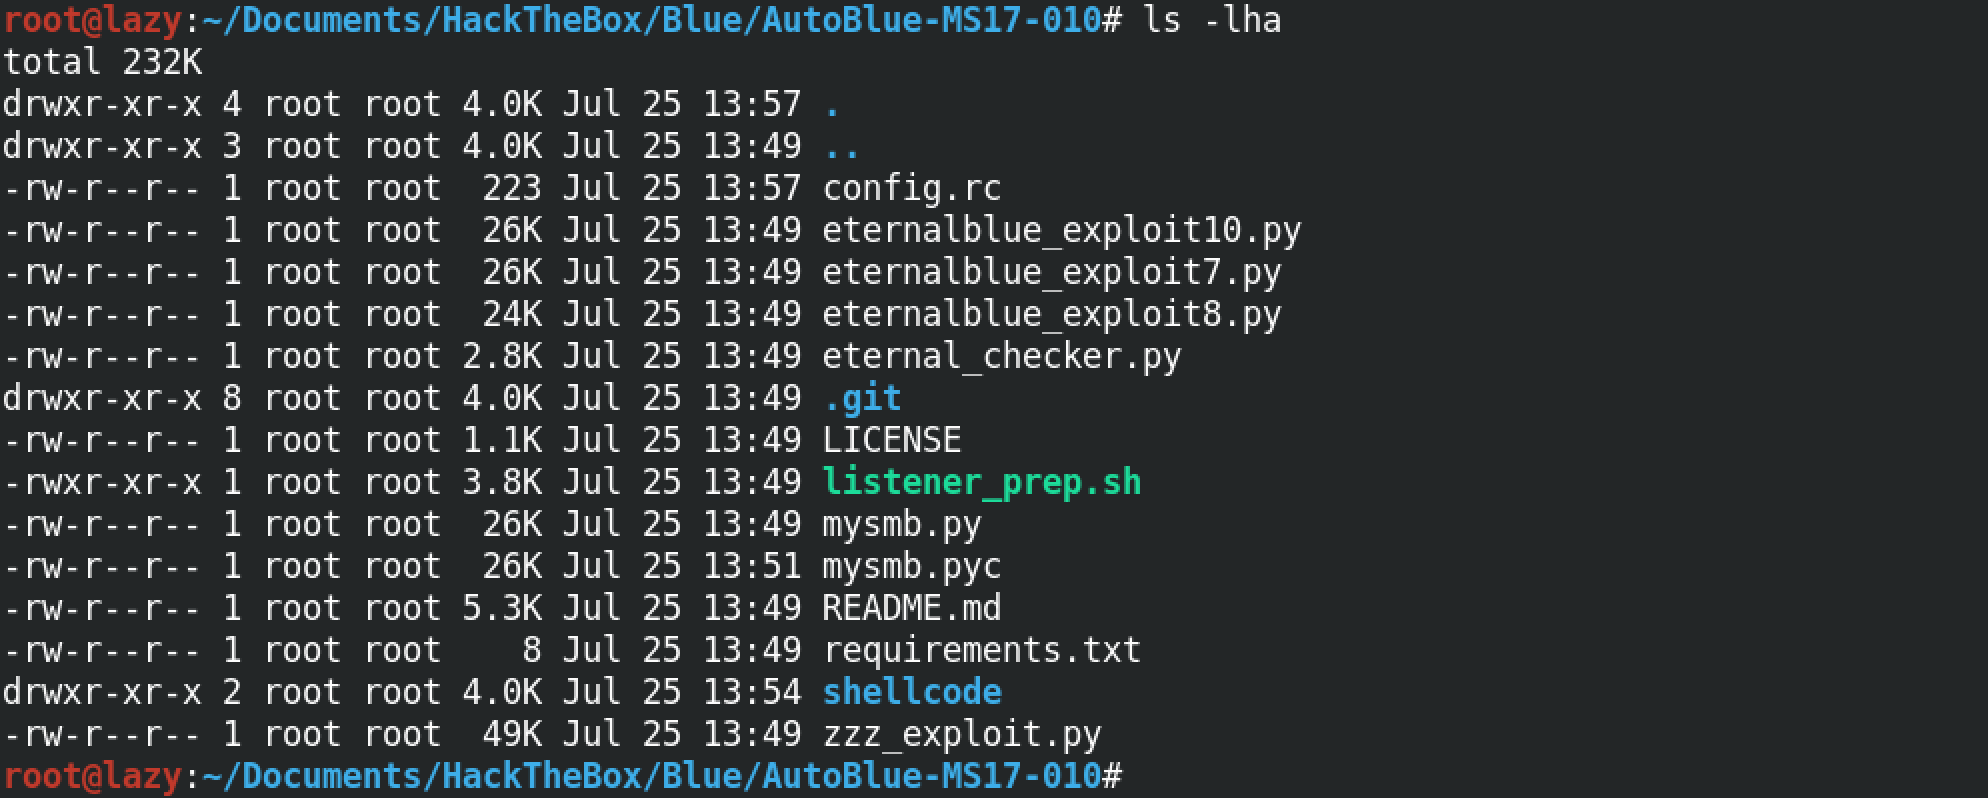 root@lazy:~/Documents/HackTheBox/Blue/AutoBlue-MS17-010# ls -lha
total 232K
drwxr-xr-x 4 root root 4.0K Jul 25 13:57 .
drwxr-xr-x 3 root root 4.0K Jul 25 13:49 ..
-rw-r--r-- 1 root root  223 Jul 25 13:57 config.rc
-rw-r--r-- 1 root root  26K Jul 25 13:49 eternalblue_exploit10.py
-rw-r--r-- 1 root root  26K Jul 25 13:49 eternalblue_exploit7.py
-rw-r--r-- 1 root root  24K Jul 25 13:49 eternalblue_exploit8.py
-rw-r--r-- 1 root root 2.8K Jul 25 13:49 eternal_checker.py
drwxr-xr-x 8 root root 4.0K Jul 25 13:49 .git
-rw-r--r-- 1 root root 1.1K Jul 25 13:49 LICENSE
-rwxr-xr-x 1 root root 3.8K Jul 25 13:49 listener_prep.sh
-rw-r--r-- 1 root root  26K Jul 25 13:49 mysmb.py
-rw-r--r-- 1 root root  26K Jul 25 13:51 mysmb.pyc
-rw-r--r-- 1 root root 5.3K Jul 25 13:49 README.md
-rw-r--r-- 1 root root    8 Jul 25 13:49 requirements.txt
drwxr-xr-x 2 root root 4.0K Jul 25 13:54 shellcode
-rw-r--r-- 1 root root  49K Jul 25 13:49 zzz_exploit.py
root@lazy:~/Documents/HackTheBox/Blue/AutoBlue-MS17-010#